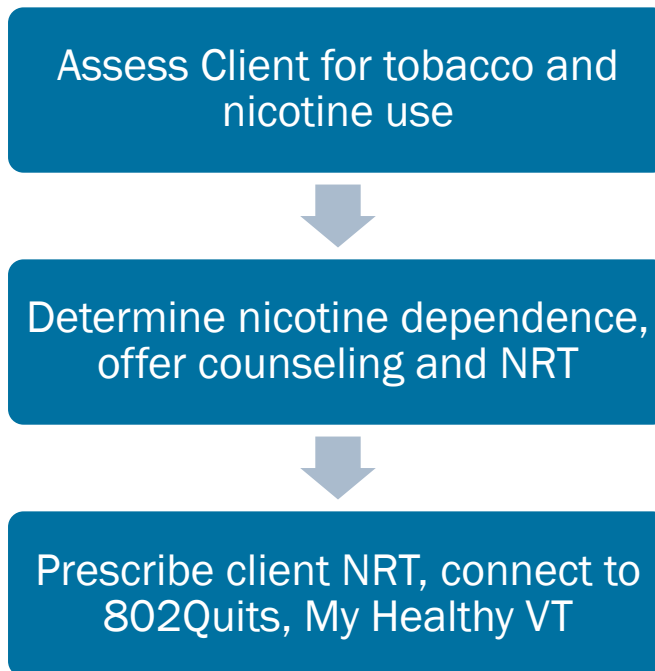 Assess Client for tobacco and
nicotine use
Determine nicotine dependence,
offer counseling and NRT
Prescribe client NRT, connect to
802Quits, My Healthy VT